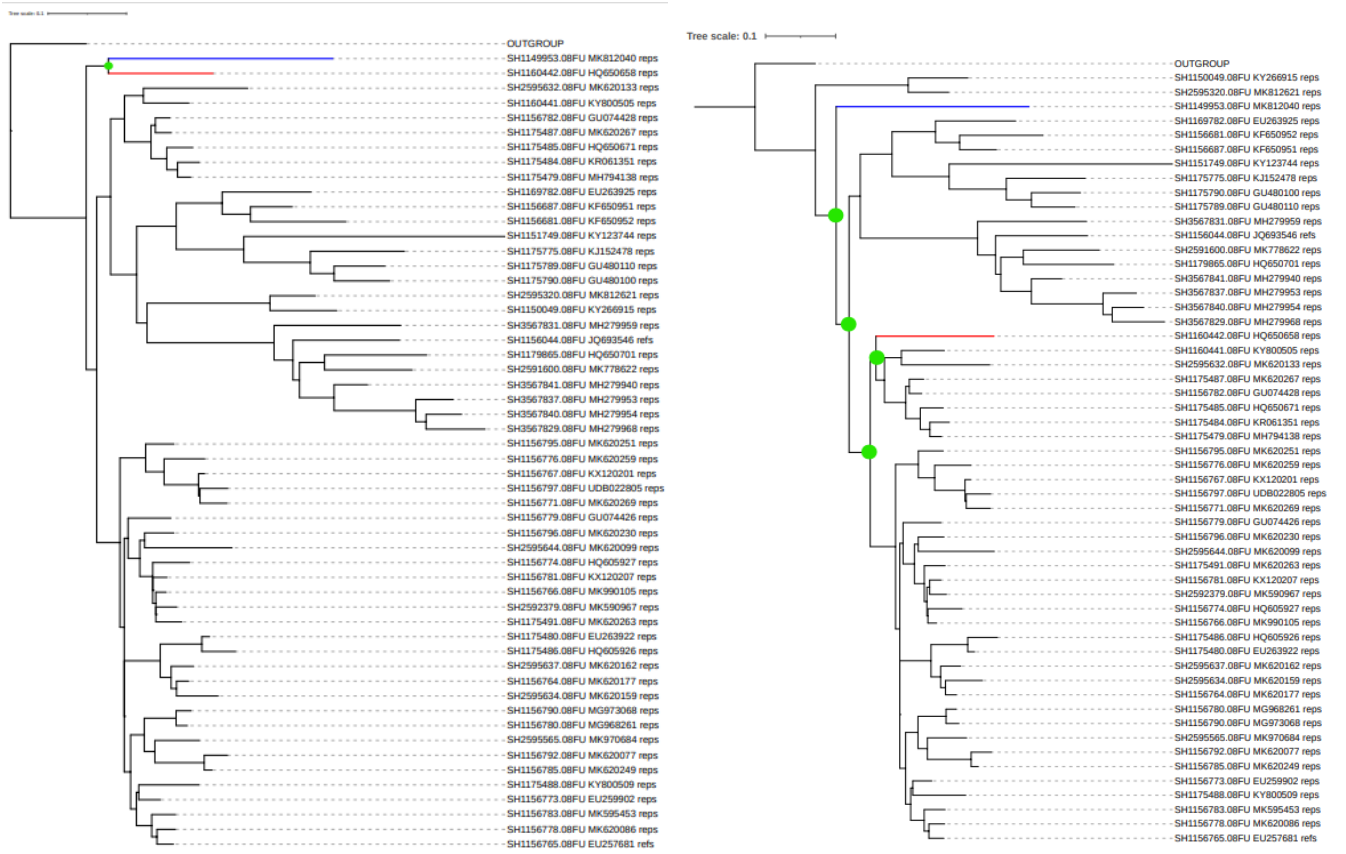 Tree scale: 0.1
OUTGROUP
SH1149953.08FU MK812040 reps
SH1160442.08FU HQ650658 reps
SH2595632.08FU MK620133 reps
SH1160441.08FU KY800505 reps
SH1156782.08FU GU074428 reps
SH1175487.08FU MK620267 reps
SH1175485.08FU HQ650671 reps
SH1175484.08FU KR061351 reps
SH1175479.08FU MH794138 reps
SH1169782.08FU EU263925 reps
SH1156687.08FU KF650951 reps
SH1156681.08FU KF650952 reps
SH1151749.08FU KY123744 reps
SH1175775.08FU KJ152478 reps
SH1175789.08FU GU480110 reps
SH1175790.08FU GU480100 reps
SH2595320.08FU MK812621 reps
SH1150049.08FU KY266915 reps
SH3567831.08FU MH279959 reps
SH1156044.08FU JQ693546 refs
SH1179865.08FU HQ650701 reps
SH2591600.08FU MK778622 reps
SH3567841.08FU MH279940 reps
SH3567837.08FU MH279953 reps
SH3567840.08FU MH279954 reps
SH3567829.08FU MH279968 reps
SH1156795.08FU MK620251 reps
SH1156776.08FU MK620259 reps
SH1156767.08FU KX120201 reps
SH1156797.08FU UDB022805 reps
SH1156771.08FU MK620269 reps
SH1156779.08FU GU074426 reps
SH1156796.08FU MK620230 reps
SH2595644.08FU MK620099 reps
SH1156774.08FU HQ605927 reps
SH1156781.08FU KX120207 reps
SH1156766.08FU MK990105 reps
SH2592379.08FU MK590967 reps
SH1175491.08FU MK620263 reps
SH1175480.08FU EU263922 reps
SH1175486.08FU HQ605926 reps
SH2595637.08FU MK620162 reps
SH1156764.08FU MK620177 reps
SH2595634.08FU MK620159 reps
SH1156790.08FU MG973068 reps
SH1156780.08FU MG968261 reps
SH2595565.08FU MK970684 reps
SH1156792.08FU MK620077 reps
SH1156785.08FU MK620249 reps
SH1175488.08FU KY800509 reps
SH1156773.08FU EU259902 reps
SH1156783.08FU MK595453 reps
SH1156778.08FU MK620086 reps
SH1156765.08FU EU257681 refs
Tree scale: 0.1
OUTGROUP
SH1150049.08FU KY266915 reps
SH2595320.08FU MK812621 reps
SH1149953.08FU MK812040 reps
SH1169782.08FU EU263925 reps
SH1156681.08FU KF650952 reps
SH1156687.08FU KF650951 reps
SH1151749.08FU KY123744 reps
SH1175775.08FU KJ152478 reps
SH1175790.08FU GU480100 reps
SH1175789.08FU GU480110 reps
SH3567831.08FU MH279959 reps
SH1156044.08FU JQ693546 refs
SH2591600.08FU MK778622 reps
SH1179865.08FU HQ650701 reps
SH3567841.08FU MH279940 reps
SH3567837.08FU MH279953 reps
SH3567840.08FU MH279954 reps
SH3567829.08FU MH279968 reps
SH1160442.08FU HQ650658 reps
SH1160441.08FU KY800505 reps
SH2595632.08FU MK620133 reps
SH1175487.08FU MK620267 reps
SH1156782.08FU GU074428 reps
SH1175485.08FU HQ650671 reps
SH1175484.08FU KR061351 reps
SH1175479.08FU MH794138 reps
SH1156795.08FU MK620251 reps
SH1156776.08FU MK620259 reps
SH1156767.08FU KX120201 reps
SH1156797.08FU UDB022805 reps
SH1156771.08FU MK620269 reps
SH1156779.08FU GU074426 reps
SH1156796.08FU MK620230 reps
SH2595644.08FU MK620099 reps
SH1175491.08FU MK620263 reps
SH1156781.08FU KX120207 reps
SH2592379.08FU MK590967 reps
SH1156774.08FU HQ605927 reps
SH1156766.08FU MK990105 reps
SH1175486.08FU HQ605926 reps
SH1175480.08FU EU263922 reps
SH2595637.08FU MK620162 reps
SH2595634.08FU MK620159 reps
SH1156764.08FU MK620177 reps
SH1156780.08FU MG968261 reps
SH1156790.08FU MG973068 reps
SH2595565.08FU MK970684 reps
SH1156792.08FU MK620077 reps
SH1156785.08FU MK620249 reps
SH1156773.08FU EU259902 reps
SH1175488.08FU KY800509 reps
SH1156783.08FU MK595453 reps
SH1156778.08FU MK620086 reps
SH1156765.08FU EU257681 refs